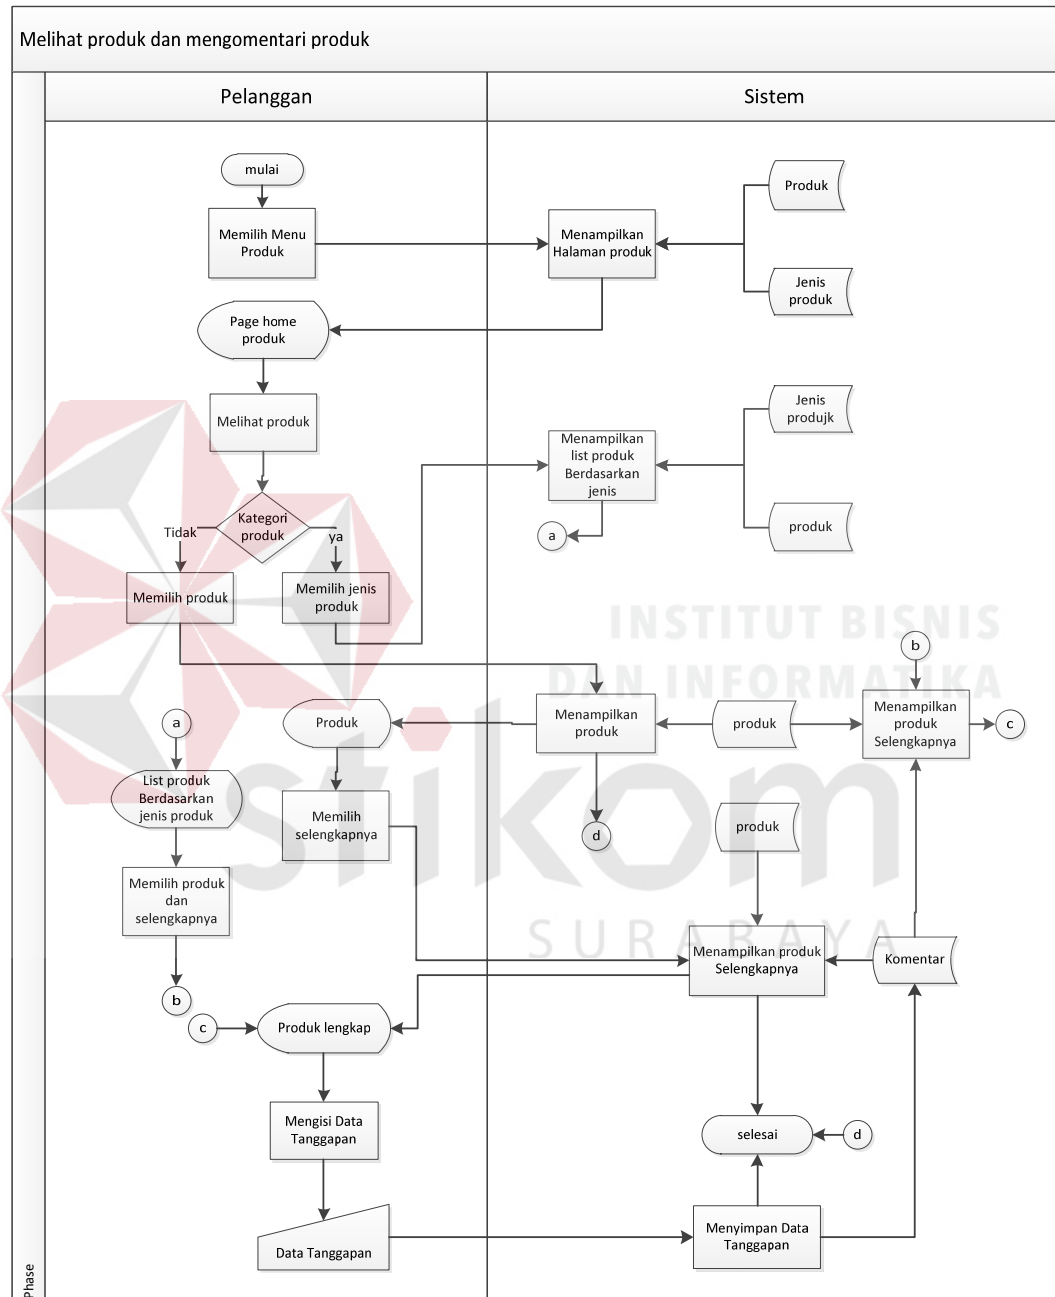 Melihat produk dan mengomentari produk
Pelanggan
Sistem
mulai
Produk
Memilih Menu
Produk
Menampilkan
Halaman produk
Jenis
produk
Page home
produk
Melihat produk
Jenis
produjk
Menampilkan
list produk
Berdasarkan
jenis
Kategori
produk
Tidak
ya
a
produk
Memilih produk
Memilih jenis
produk
INSTITUT BISNIS
DAN INFORMATIKA
b
a
Produk
Menampilkan
produk
produk
Menampilkan
produk
Selengkapnya
c
List produk
Berdasarkan
jenis produk
Memilih
selengkapnya
d
produk
stikom
Memilih produk
dan
selengkapnya
SURABAYA
Menampilkan produk
Selengkapnya
Komentar
b
c
Produk lengkap
Mengisi Data
Tanggapan
selesai
d
Data Tanggapan
Menyimpan Data
Tanggapan
Phase